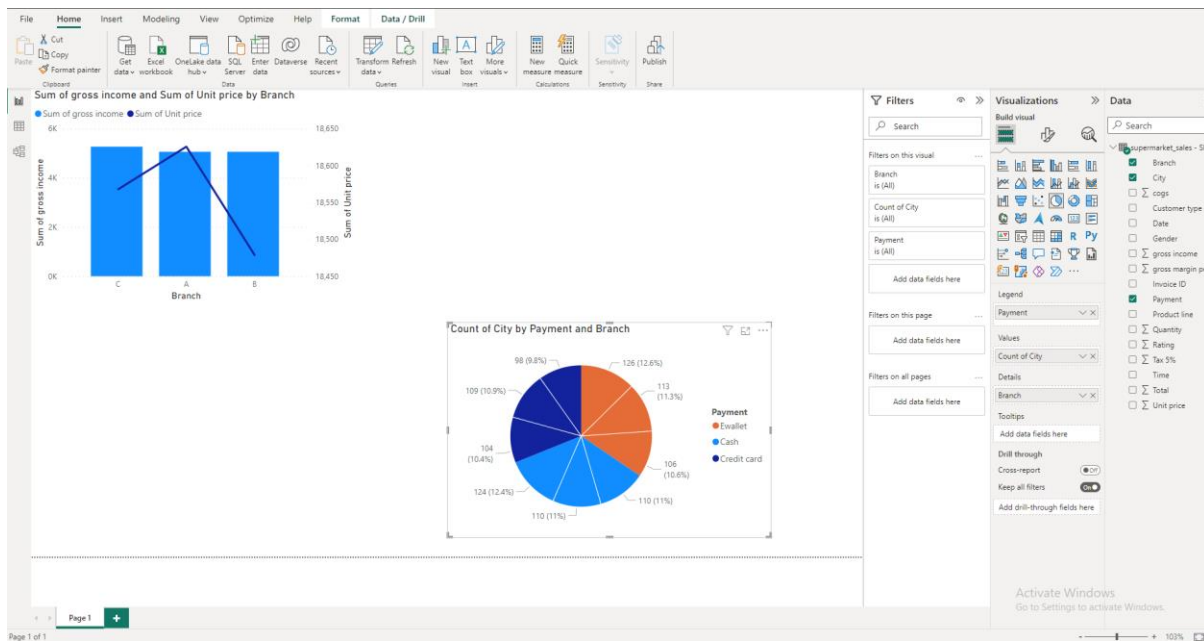 File Home Insert Modeling View Optimize Help Format Data / Drill
Paste
Cut
Copy
Format painter
Clipboard
Get data
Excel workbook
OneLake data hub
SQL Server
Enter data
Dataverse
Recent sources
Data
Transform data
Refresh
Queries
New visual
Text box
More visuals
Insert
New measure
Quick measure
Calculations
Sensitivity
Sensitivity
Publish
Share
Sum of gross income and Sum of Unit price by Branch
Sum of gross income Sum of Unit price
6K
4K
2K
0K
Sum of gross income
18,650
18,600
18,550
18,500
18,450
Sum of Unit price
C A B
Branch
Count of City by Payment and Branch
126 (12.6%)
113
(11.3%)
106
(10.6%)
110 (11%)
110 (11%)
124 (12.4%)
104
(10.4%)
109 (10.9%)
98 (9.8%)
Payment
Ewallet
Cash
Credit card
Filters
Search
Filters on this visual
Branch
is (All)
Count of City
is (All)
Payment
is (All)
Add data fields here
Filters on this page
Add data fields here
Filters on all pages
Add data fields here
Visualizations
Build visual
R Py
123
Legend
Payment
Values
Count of City
Details
Branch
Tooltips
Add data fields here
Drill through
Cross-report
Off
Keep all filters
On
Add drill-through fields here
Data
Search
supermarket_sales - S
Branch
City
∑ cogs
Customer type
Date
Gender
∑ gross income
∑ gross margin p
Invoice ID
Payment
Product line
∑ Quantity
∑ Rating
∑ Tax 5%
Time
∑ Total
∑ Unit price
Activate Windows
Go to Settings to activate Windows.
Page 1
+
Page 1 of 1
- + 103%